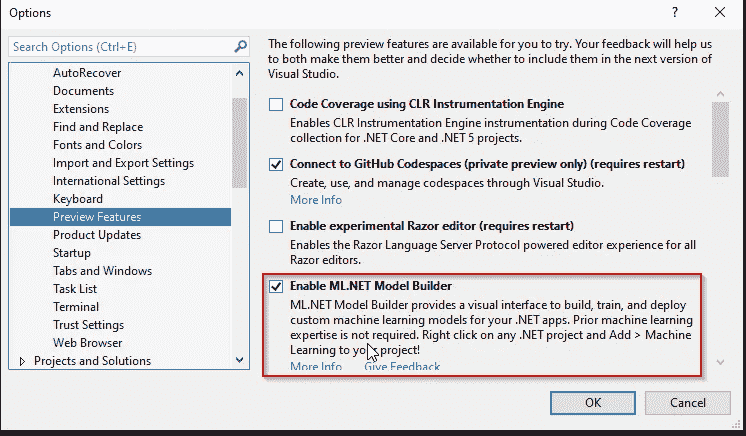 Options
Search Options (Ctrl+E)
AutoRecover
Documents
Extensions
Find and Replace
Fonts and Colors
Import and Export Settings
International Settings
Keyboard
Preview Features
Product Updates
Startup
Tabs and Windows
Task List
Terminal
Trust Settings
Web Browser
Projects and Solutions
The following preview features are available for you to try. Your feedback will help us
to both make them better and decide whether to include them in the next version of
Visual Studio.
Code Coverage using CLR Instrumentation Engine
Enables CLR Instrumentation Engine instrumentation during Code Coverage
collection for .NET Core and .NET 5 projects.
Connect to GitHub Codespaces (private preview only) (requires restart)
Create, use, and manage codespaces through Visual Studio.
More Info
Enable experimental Razor editor (requires restart)
Enables the Razor Language Server Protocol powered editor experience for all
Razor editors.
Enable ML.NET Model Builder
ML.NET Model Builder provides a visual interface to build, train, and deploy
custom machine learning models for your .NET apps. Prior machine learning
expertise is not required. Right click on any .NET project and Add > Machine
Learning to your project!
More Info Give Feedback
OK
Cancel